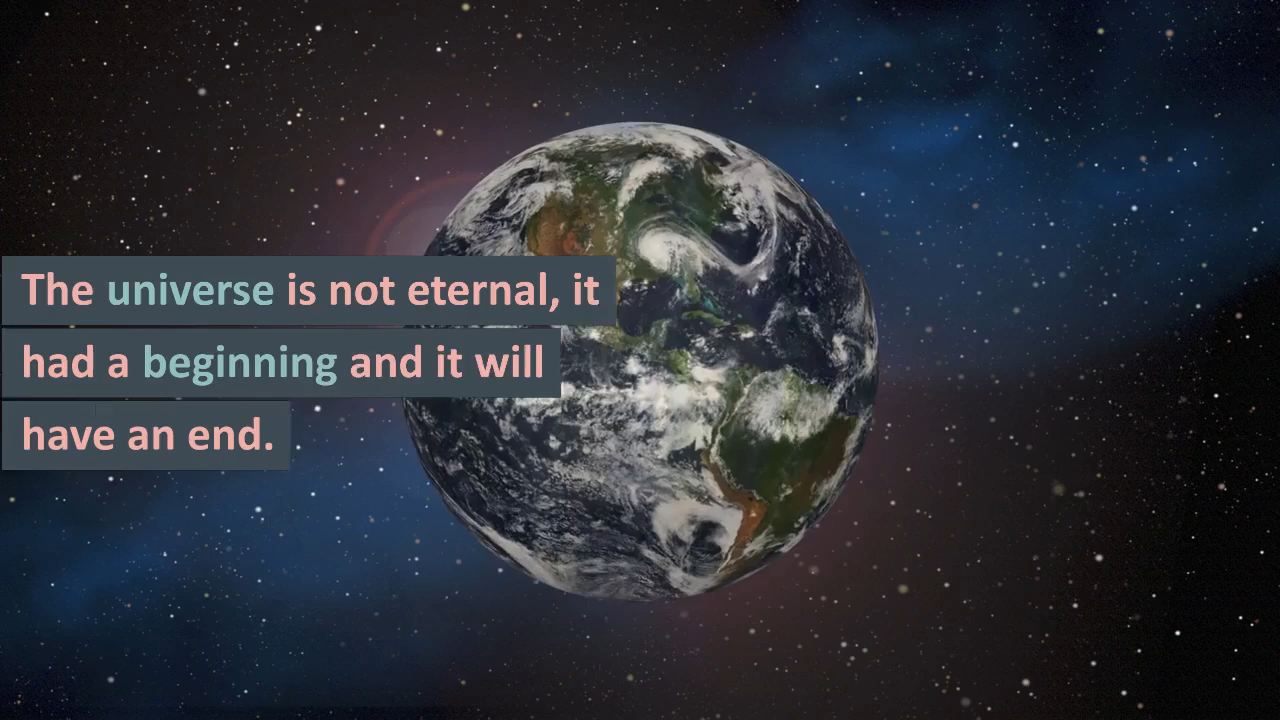 The universe is not eternal, it
had a beginning and it will
have an end.